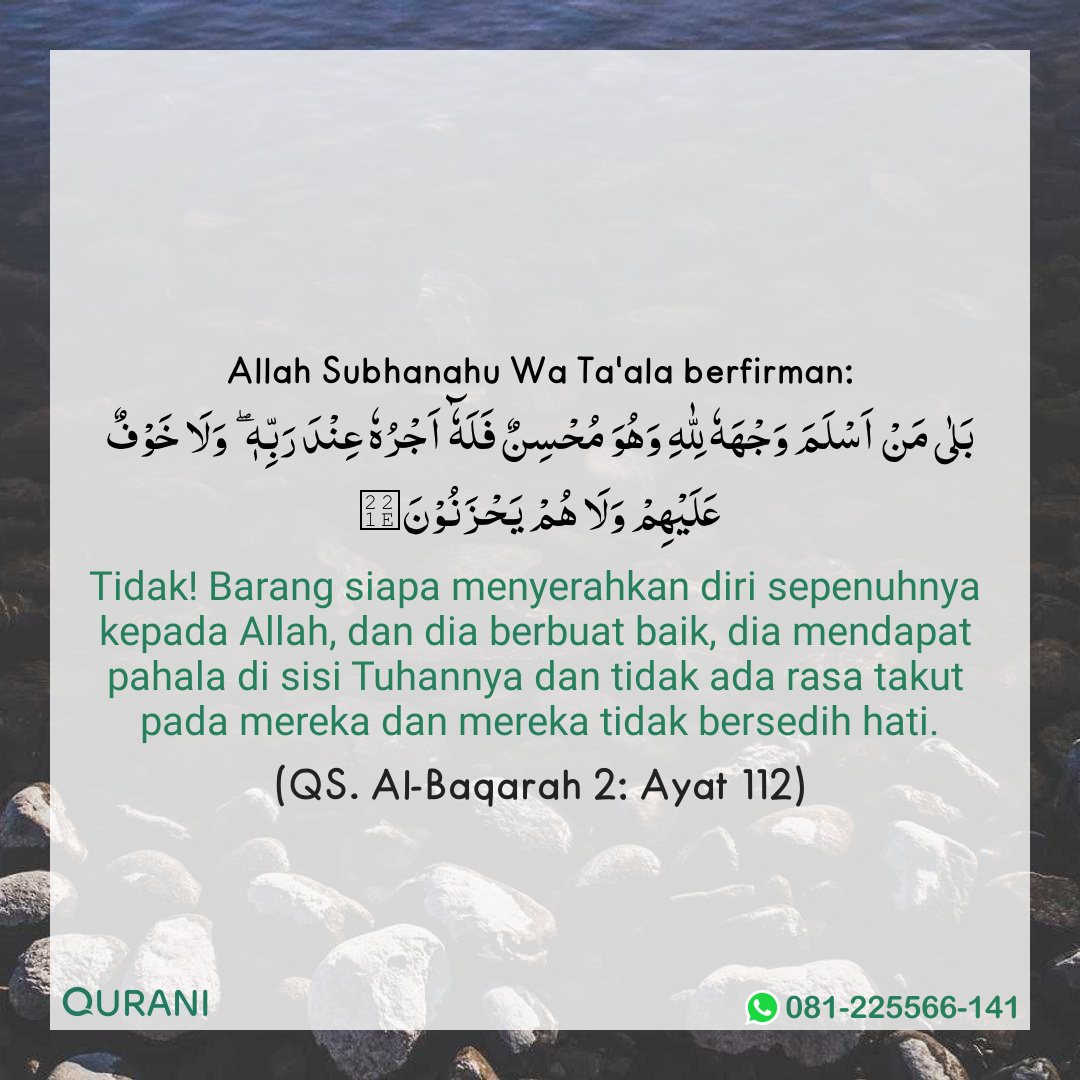 Allah Subhanahu Wa Ta'ala berfirman:
بَلٰى مَنْ اَسْلَمَ وَجْهَهٗ لِلّٰهِ وَهُوَ مُحْسِنٌ فَلَهٗٓ اَجْرُهٗ عِنْدَ رَبِّهٖۖ وَلَا خَوْفٌ
عَلَيْهِمْ وَلَا هُمْ يَحْزَنُوْنَ∞
Tidak! Barang siapa menyerahkan diri sepenuhnya
kepada Allah, dan dia berbuat baik, dia mendapat
pahala di sisi Tuhannya dan tidak ada rasa takut
pada mereka dan mereka tidak bersedih hati.
(QS. Al-Baqarah 2: Ayat 112)
QURANI
081-225566-141